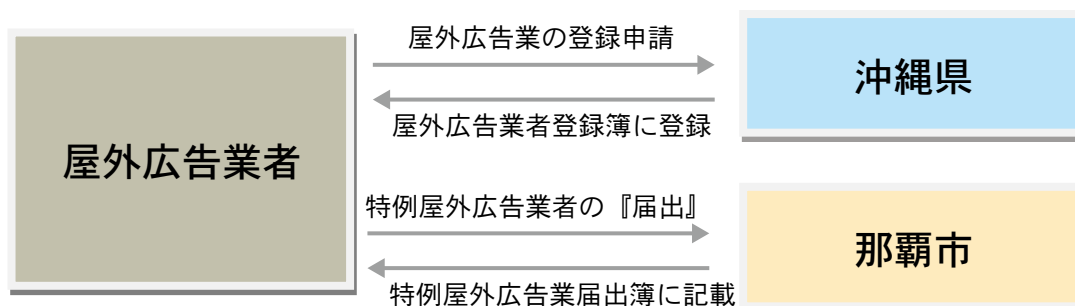 屋外広告業の登録申請
沖縄県
屋外広告業者登録簿に登録
屋外広告業者
特例屋外広告業者の『届出』
那覇市
特例屋外広告業届出簿に記載